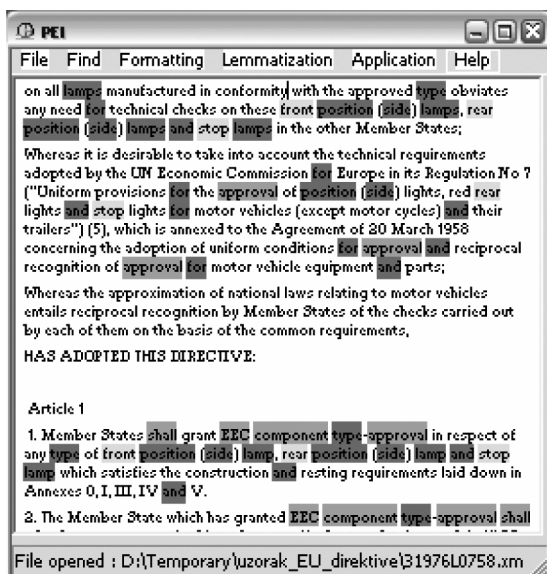 PEI
File Find Formatting Lemmatization Application Help
on all lamps manufactured in conformity with the approved type obviates
any need for technical checks on these front position (side) lamps, rear
position (side) lamps and stop lamps in the other Member States;
Whereas it is desirable to take into account the technical requirements
adopted by the UN Economic Commission for Europe in its Regulation No 7
("Uniform provisions for the approval of position (side) lights, red rear
lights and stop lights for motor vehicles (except motor cycles) and their
trailers") (5), which is annexed to the Agreement of 20 March 1958
concerning the adoption of uniform conditions for approval and reciprocal
recognition of approval for motor vehicle equipment and parts;
Whereas the approximation of national laws relating to motor vehicles
entails reciprocal recognition by Member States of the checks carried out
by each of them on the basis of the common requirements,
HAS ADOPTED THIS DIRECTIVE:
Article 1
1. Member States shall grant EEC component type-approval in respect of
any type of front position (side) lamp, rear position (side) lamp and stop
lamp which satisfies the construction and resting requirements laid down in
Annexes 0, I, III, IV and V.
2. The Member State which has granted EEC component type-approval shall
File opened : D:\Temporary\uzorak_EU_direktive\31976L0758.xm